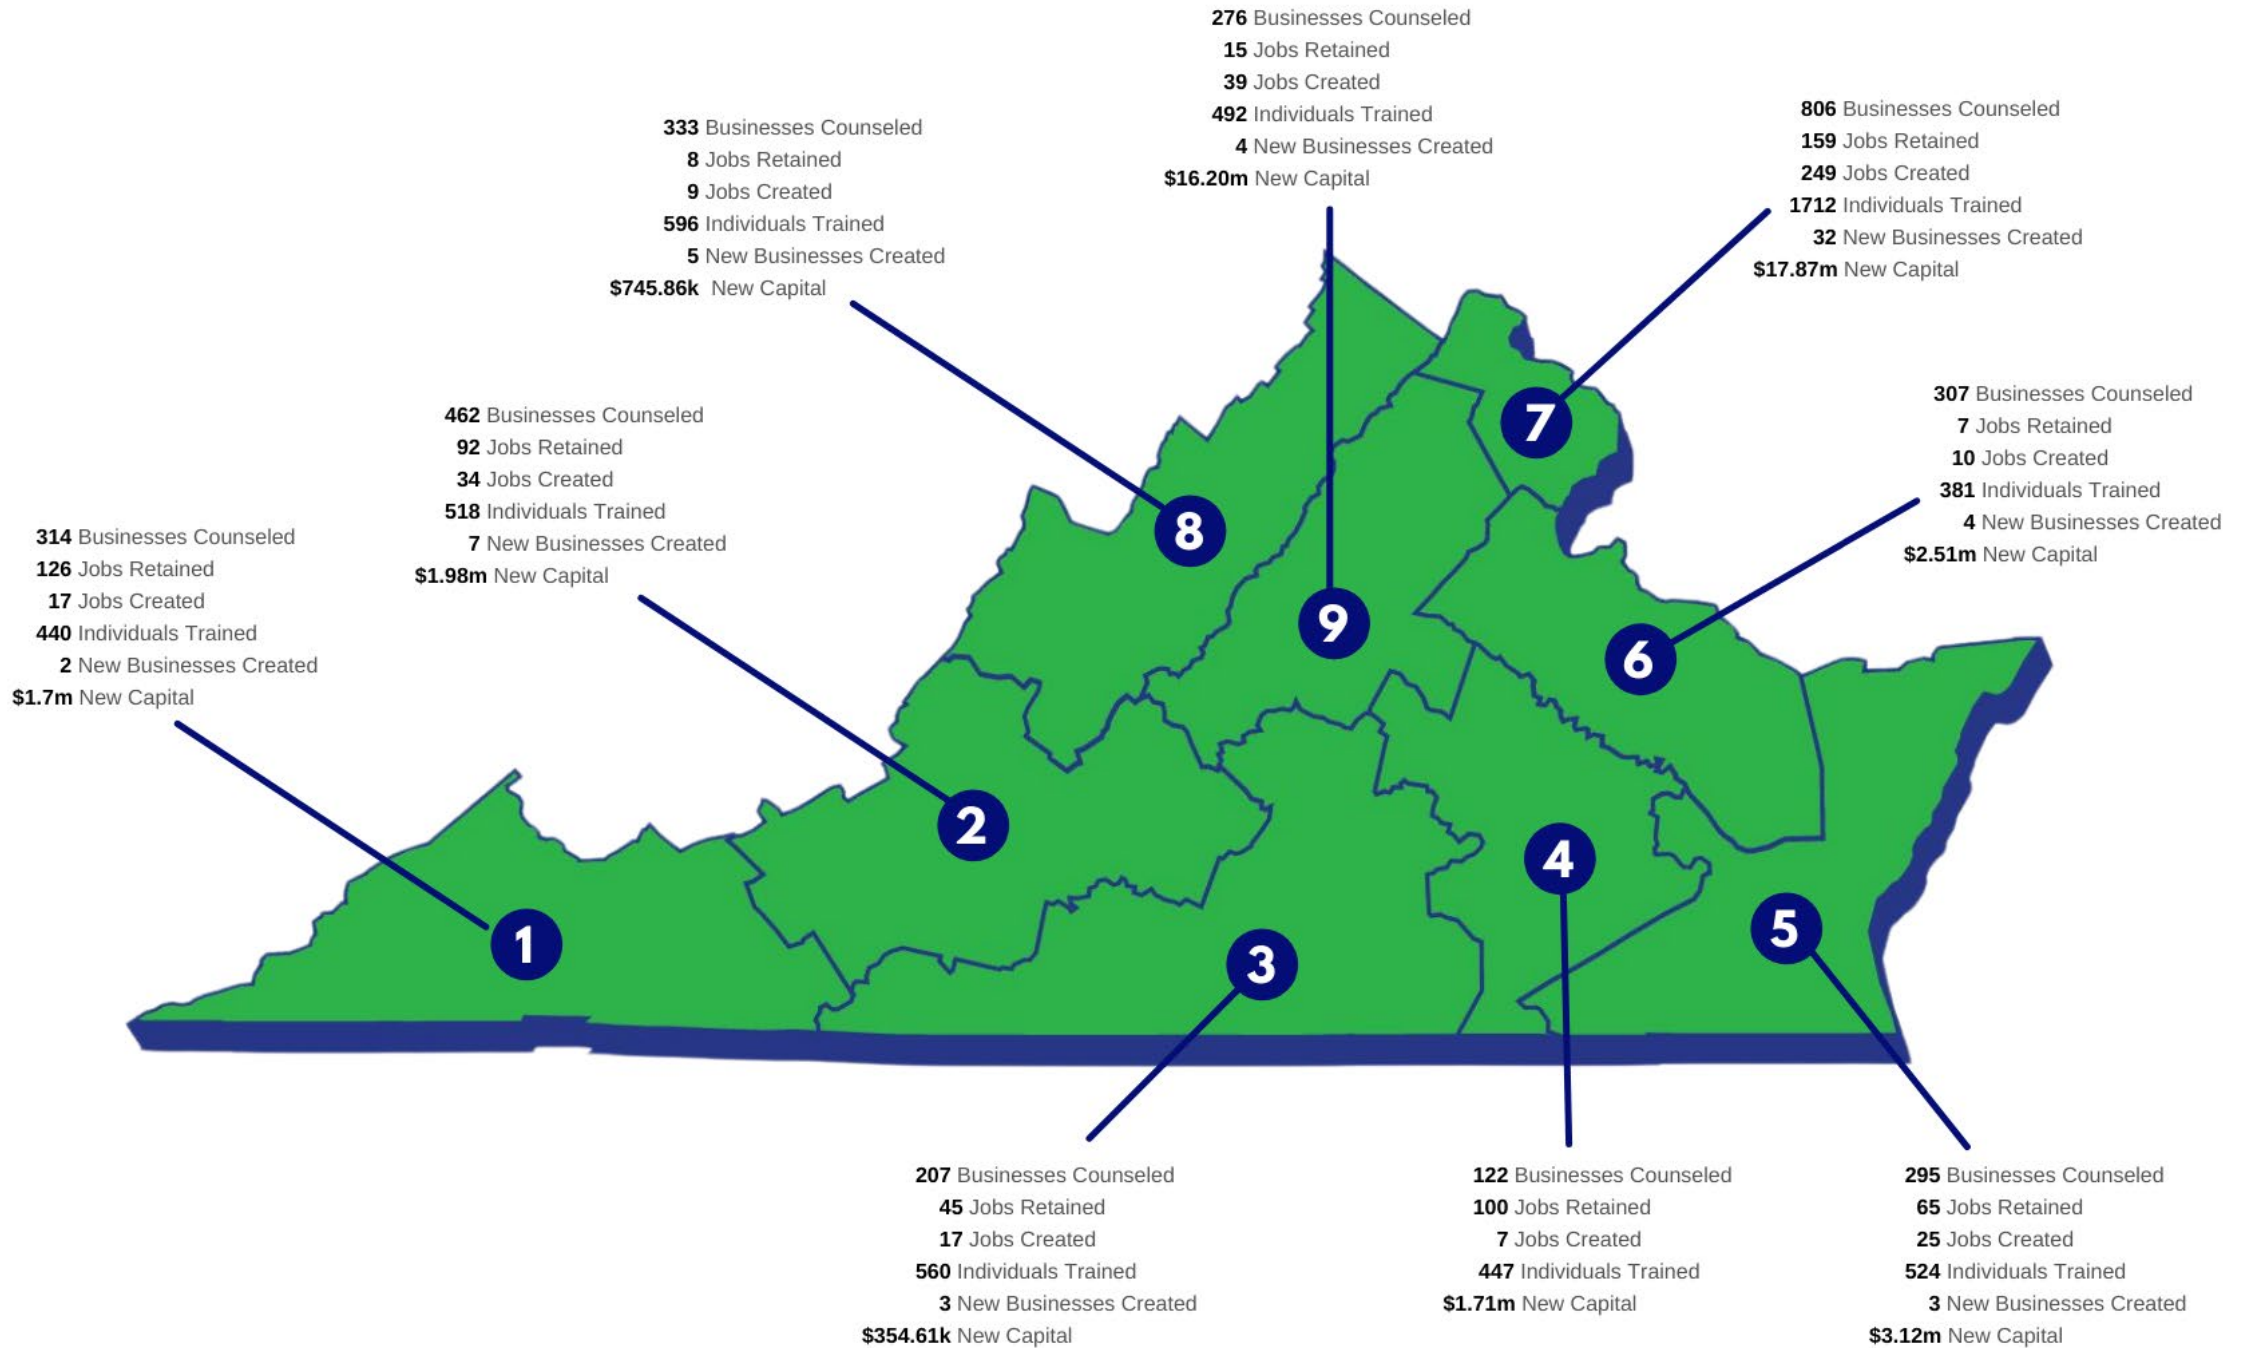 276 Businesses Counseled
15 Jobs Retained
39 Jobs Created
492 Individuals Trained
4 New Businesses Created
$16.20m New Capital
806 Businesses Counseled
159 Jobs Retained
249 Jobs Created
1712 Individuals Trained
32 New Businesses Created
$17.87m New Capital
333 Businesses Counseled
8 Jobs Retained
9 Jobs Created
596 Individuals Trained
5 New Businesses Created
$745.86k New Capital
307 Businesses Counseled
7 Jobs Retained
10 Jobs Created
381 Individuals Trained
4 New Businesses Created
$2.51m New Capital
462 Businesses Counseled
92 Jobs Retained
34 Jobs Created
518 Individuals Trained
7 New Businesses Created
$1.98m New Capital
314 Businesses Counseled
126 Jobs Retained
17 Jobs Created
440 Individuals Trained
2 New Businesses Created
$1.7m New Capital
7
8
9
6
2
4
5
1
3
207 Businesses Counseled
45 Jobs Retained
17 Jobs Created
560 Individuals Trained
3 New Businesses Created
$354.61k New Capital
122 Businesses Counseled
100 Jobs Retained
7 Jobs Created
447 Individuals Trained
$1.71m New Capital
295 Businesses Counseled
65 Jobs Retained
25 Jobs Created
524 Individuals Trained
3 New Businesses Created
$3.12m New Capital